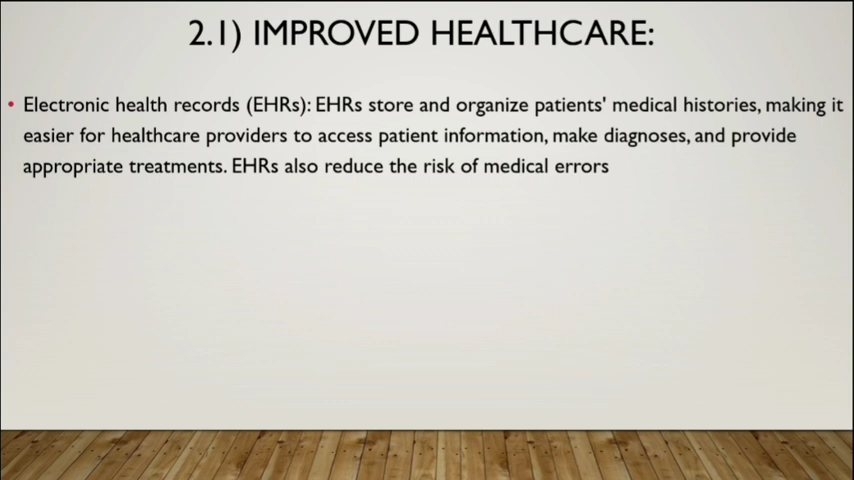 2.1) IMPROVED HEALTHCARE:
• Electronic health records (EHRs): EHRs store and organize patients' medical histories, making it
easier for healthcare providers to access patient information, make diagnoses, and provide
appropriate treatments. EHRs also reduce the risk of medical errors